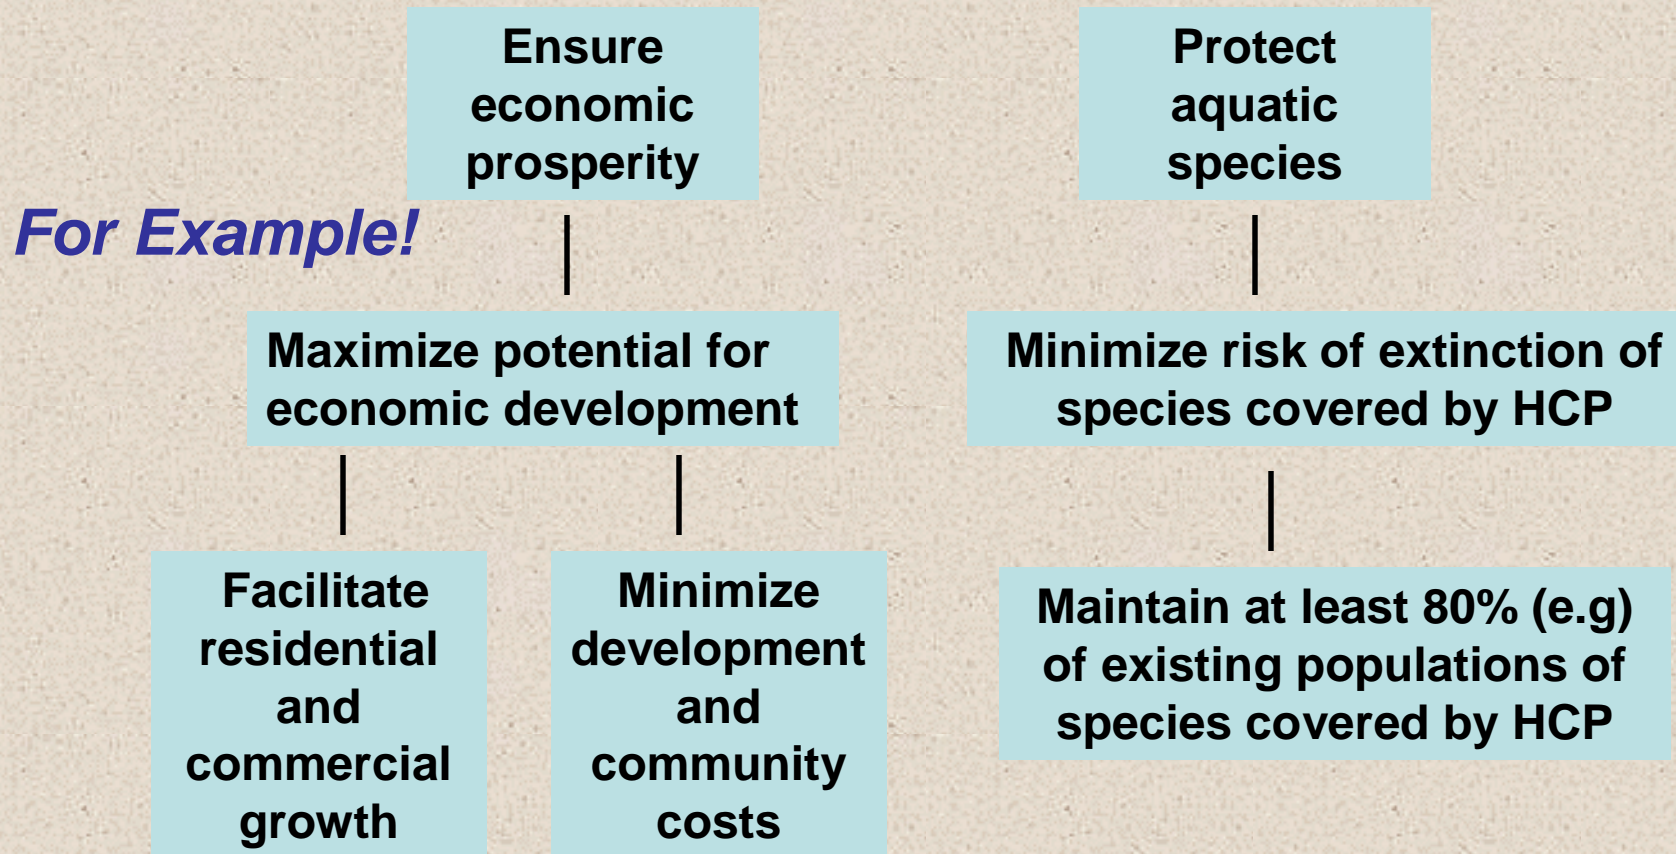 Ensure
economic
prosperity
Protect
aquatic
species
For Example!
Maximize potential for
economic development
Minimize risk of extinction of
species covered by HCP
Facilitate
residential
and
commercial
growth
Minimize
development
and
community
costs
Maintain at least 80% (e.g)
of existing populations of
species covered by HCP